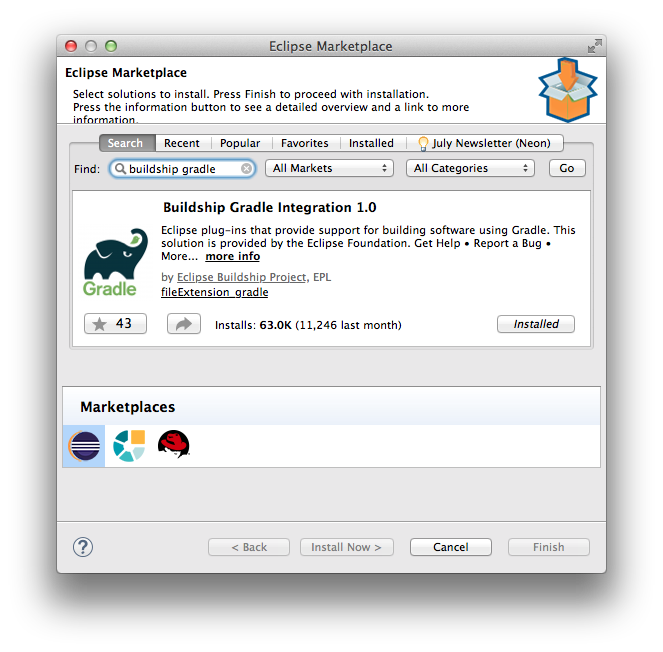 Eclipse Marketplace
Eclipse Marketplace
Select solutions to install. Press Finish to proceed with installation.
Press the information button to see a detailed overview and a link to more
information.
Search Recent Popular Favorites Installed July Newsletter (Neon)
Find: buildship gradle All Markets All Categories Go
Buildship Gradle Integration 1.0
Eclipse plug-ins that provide support for building software using Gradle. This
solution is provided by the Eclipse Foundation. Get Help • Report a Bug •
More... more info
by Eclipse Buildship Project, EPL
fileExtension_gradle
Gradle
43 Installs: 63.0K (11,246 last month) Installed
Marketplaces
? < Back Install Now > Cancel Finish